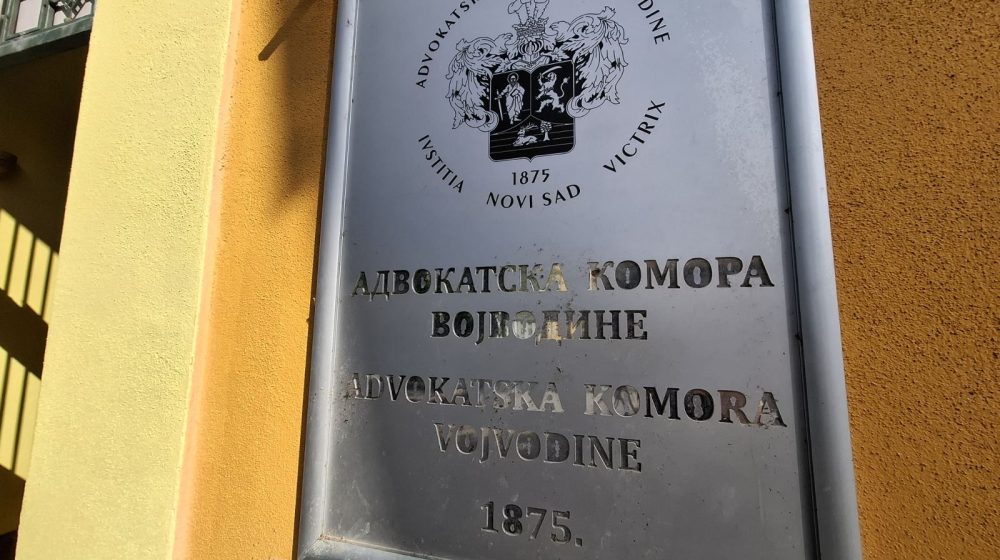 IVSTITIA
VICTRIX
1875
NOVI SAD
АДВОКАТСКА КОМОРА
ВОЈВОДИНЕ
ADVOKATSKA KOMORA
VOJVODINE
1875.